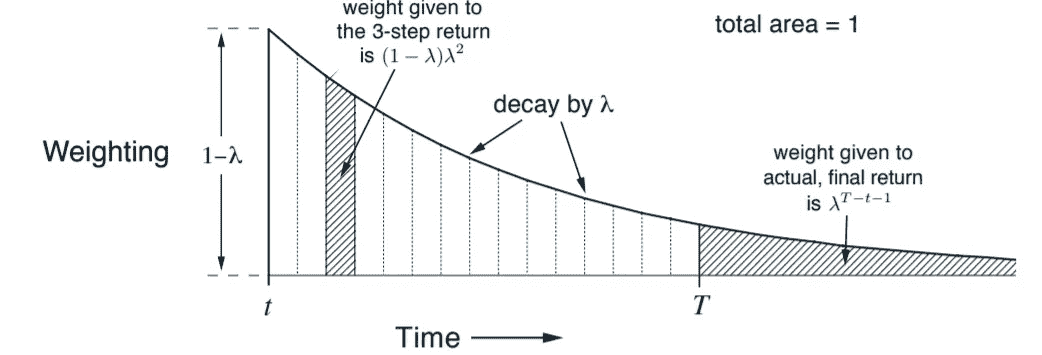 weight given to
the 3-step return
is (1 − λ)λ²
total area = 1
decay by λ
Weighting
1−λ
weight given to
actual, final return
is λ^{T−t−1}
t
T
Time